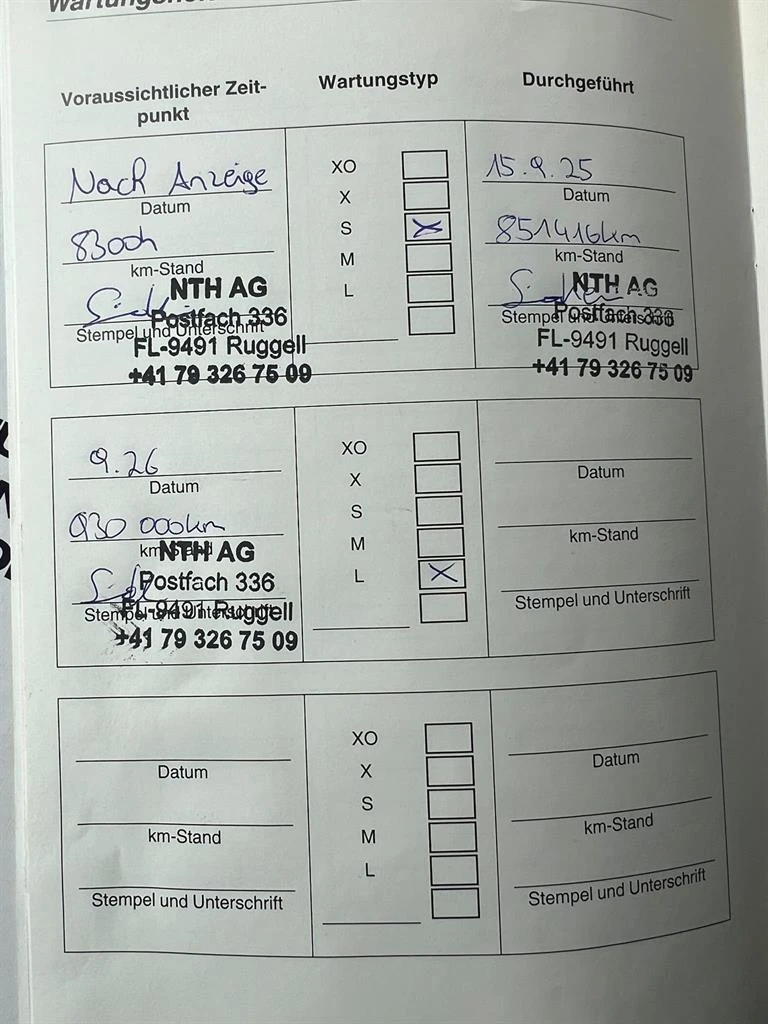 Voraussichtlicher Zeit-
punkt
Wartungstyp
Durchgeführt
Nach Anzeige
Datum
8300h
km-Stand
NTH AG
Postfach 336
Stempel und Unterschrift
FL-9491 Ruggell
+41 79 326 75 09
XO
X
S
M
L
15.9.25
Datum
851416km
km-Stand
NTH AG
Postfach 336
Stempel und Unterschrift
FL-9491 Ruggell
+41 79 326 75 09
9.26
Datum
930 000km
km-Stand
NTH AG
Postfach 336
FL-9491 Ruggell
Stempel und Unterschrift
+41 79 326 75 09
XO
X
S
M
L
Datum
km-Stand
Stempel und Unterschrift
Datum
km-Stand
Stempel und Unterschrift
XO
X
S
M
L
Datum
km-Stand
Stempel und Unterschrift